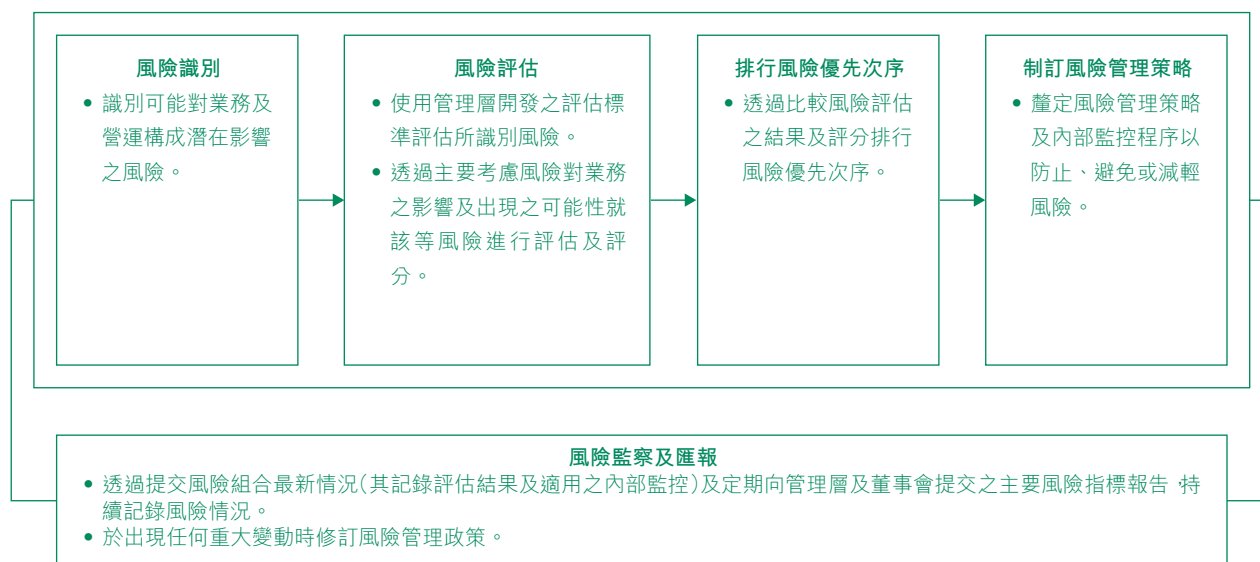 風險識別
• 識別可能對業務及
營運構成潛在影響
之風險。
風險評估
• 使用管理層開發之評估標
準評估所識別風險。
• 透過主要考慮風險對業務
之影響及出現之可能性就
該等風險進行評估及評
分。
排行風險優先次序
• 透過比較風險評估
之結果及評分排行
風險優先次序。
制訂風險管理策略
• 釐定風險管理策略
及內部監控程序以
防止、避免或減輕
風險。
風險監察及匯報
• 透過提交風險組合最新情況(其記錄評估結果及適用之內部監控)及定期向管理層及董事會提交之主要風險指標報告,持
續記錄風險情況。
• 於出現任何重大變動時修訂風險管理政策。